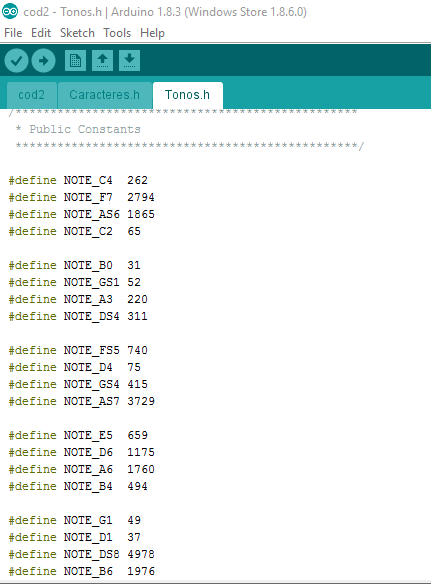 cod2 - Tonos.h | Arduino 1.8.3 (Windows Store 1.8.6.0)
File Edit Sketch Tools Help
cod2 Caracteres.h Tonos.h
/*************************************************
 * Public Constants
 *************************************************/
#define NOTE_C4 262
#define NOTE_F7 2794
#define NOTE_AS6 1865
#define NOTE_C2 65
#define NOTE_B0 31
#define NOTE_GS1 52
#define NOTE_A3 220
#define NOTE_DS4 311
#define NOTE_FS5 740
#define NOTE_D4 75
#define NOTE_GS4 415
#define NOTE_AS7 3729
#define NOTE_E5 659
#define NOTE_D6 1175
#define NOTE_A6 1760
#define NOTE_B4 494
#define NOTE_G1 49
#define NOTE_D1 37
#define NOTE_DS8 4978
#define NOTE_B6 1976